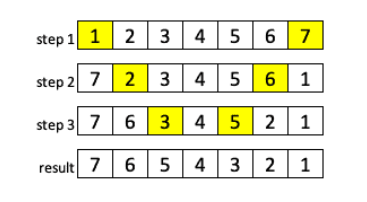 step 1 1 2 3 4 5 6 7
step 2 7 2 3 4 5 6 1
step 3 7 6 3 4 5 2 1
result 7 6 5 4 3 2 1